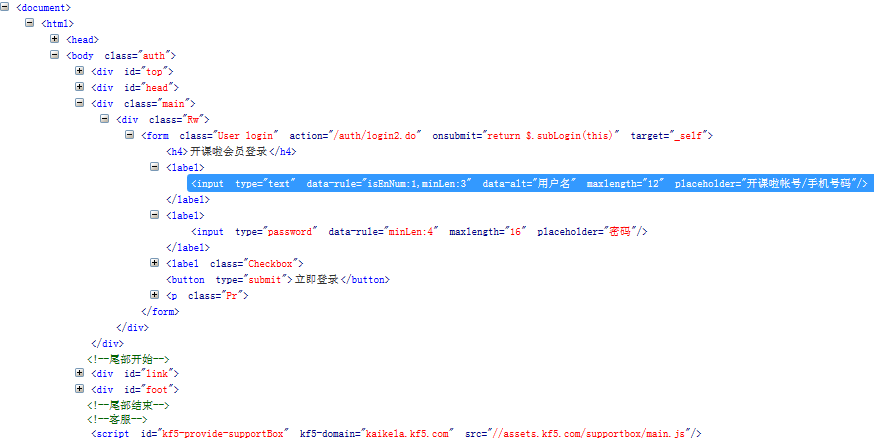 <document>
<html>
<head>
<body class="auth">
<div id="top">
<div id="head">
<div class="main">
<div class="Rw">
<form class="User login" action="/auth/login2.do" onsubmit="return $.subLogin(this)" target="_self">
<h4>开课啦会员登录</h4>
<label>
<input type="text" data-rule="isEnNum:1,minLen:3" data-alt="用户名" maxlength="12" placeholder="开课啦帐号/手机号码"/>
</label>
<label>
<input type="password" data-rule="minLen:4" maxlength="16" placeholder="密码"/>
</label>
<label class="Checkbox">
<button type="submit">立即登录</button>
<p class="Pr">
</form>
</div>
</div>
<!--尾部开始-->
<div id="link">
<div id="foot">
<!--尾部结束-->
<!--客服-->
<script id="kf5-provide-supportBox" kf5-domain="kaikela.kf5.com" src="//assets.kf5.com/supportbox/main.js"/>